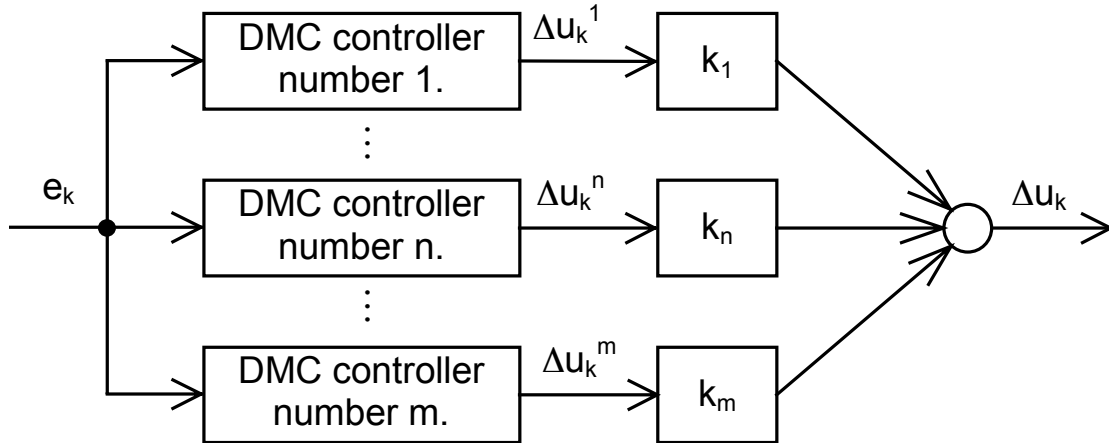 DMC controller
number 1.
Δu_k^1
k_1
⋮
e_k
DMC controller
number n.
Δu_k^n
k_n
Δu_k
⋮
DMC controller
number m.
Δu_k^m
k_m